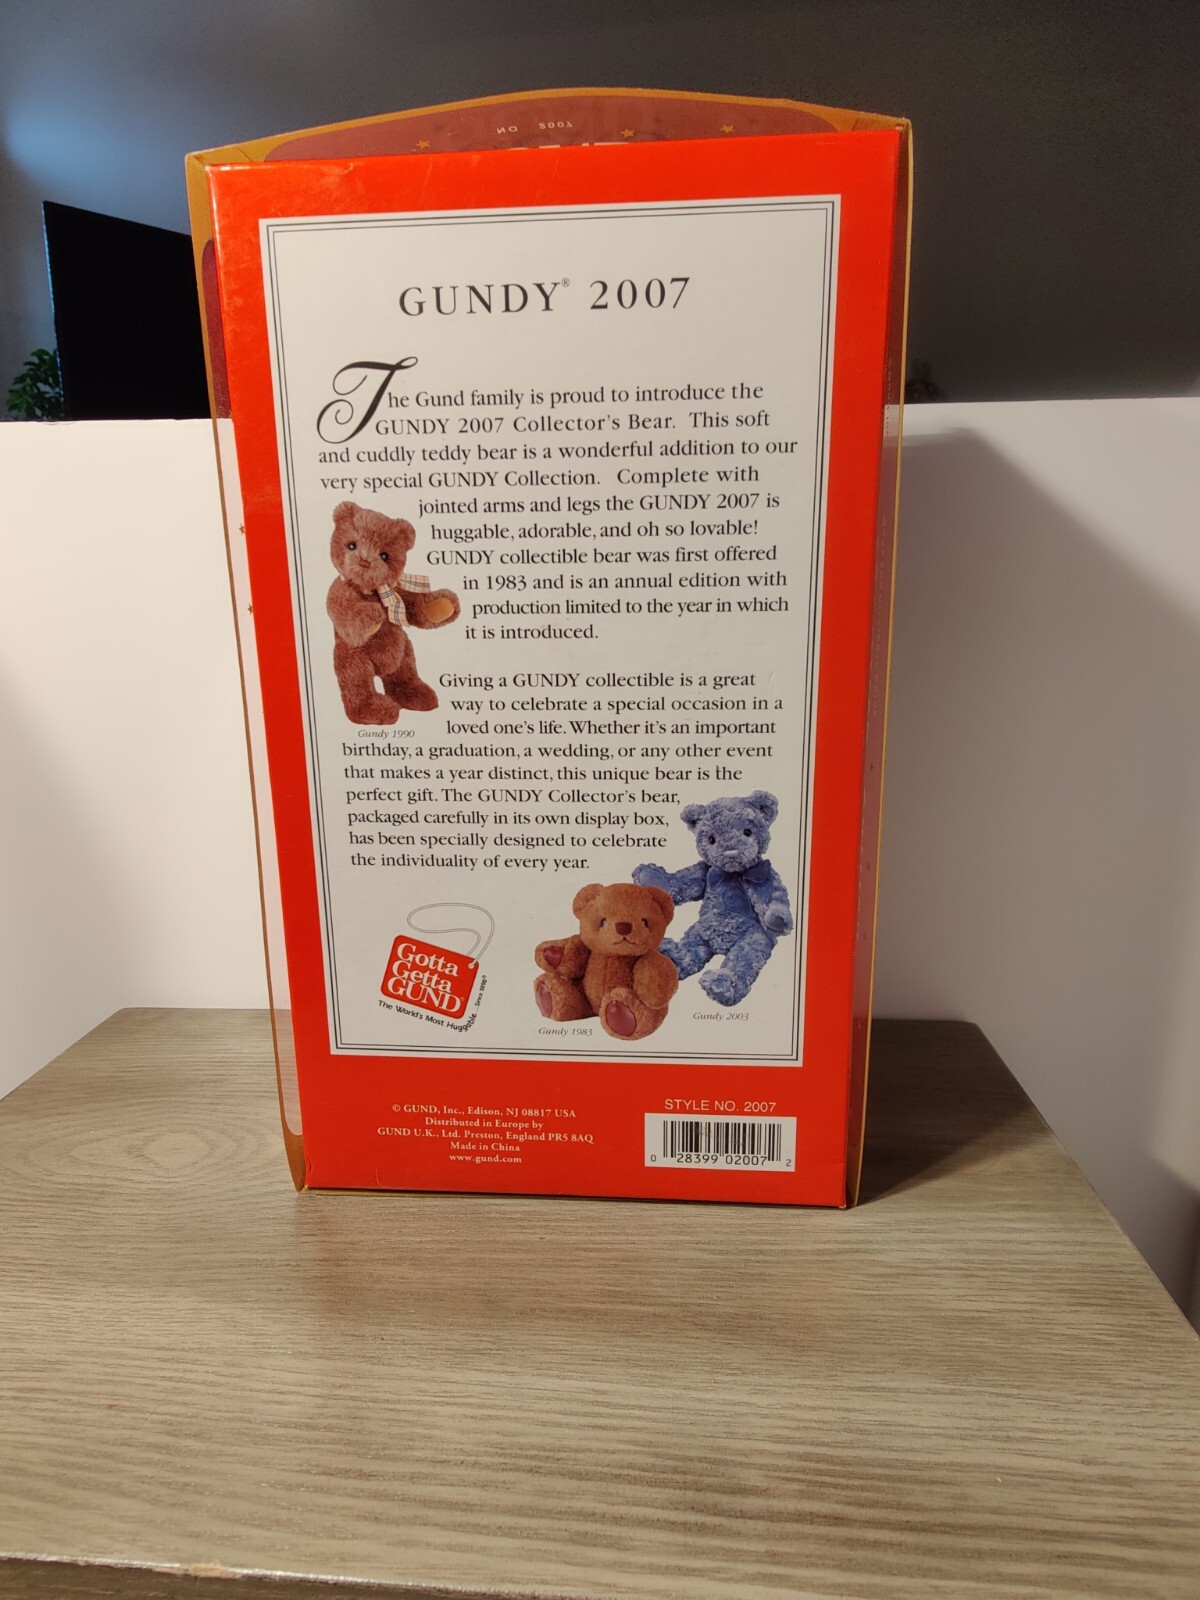 GUNDY® 2007
The Gund family is proud to introduce the
GUNDY 2007 Collector's Bear. This soft
and cuddly teddy bear is a wonderful addition to our
very special GUNDY Collection. Complete with
jointed arms and legs the GUNDY 2007 is
huggable, adorable, and oh so lovable!
GUNDY collectible bear was first offered
in 1983 and is an annual edition with
production limited to the year in which
it is introduced.
Gundy 1990
Giving a GUNDY collectible is a great
way to celebrate a special occasion in a
loved one's life. Whether it's an important
birthday, a graduation, a wedding, or any other event
that makes a year distinct, this unique bear is the
perfect gift. The GUNDY Collector's bear,
packaged carefully in its own display box,
has been specially designed to celebrate
the individuality of every year.
Gotta
Getta
GUND®
The World's Most Huggable...Since 1898®
Gundy 1983
Gundy 2003
© GUND, Inc., Edison, NJ 08817 USA
Distributed in Europe by
GUND U.K., Ltd. Preston, England PR5 8AQ
Made in China
www.gund.com
STYLE NO. 2007
0 28399 02007 2